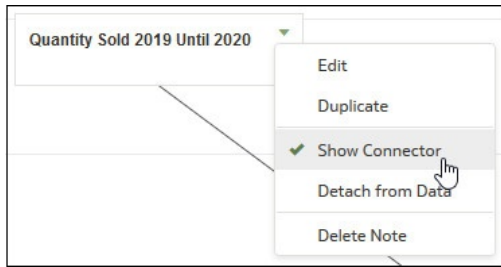 Quantity Sold 2019 Until 2020
Edit
Duplicate
Show Connector
Detach from Data
Delete Note